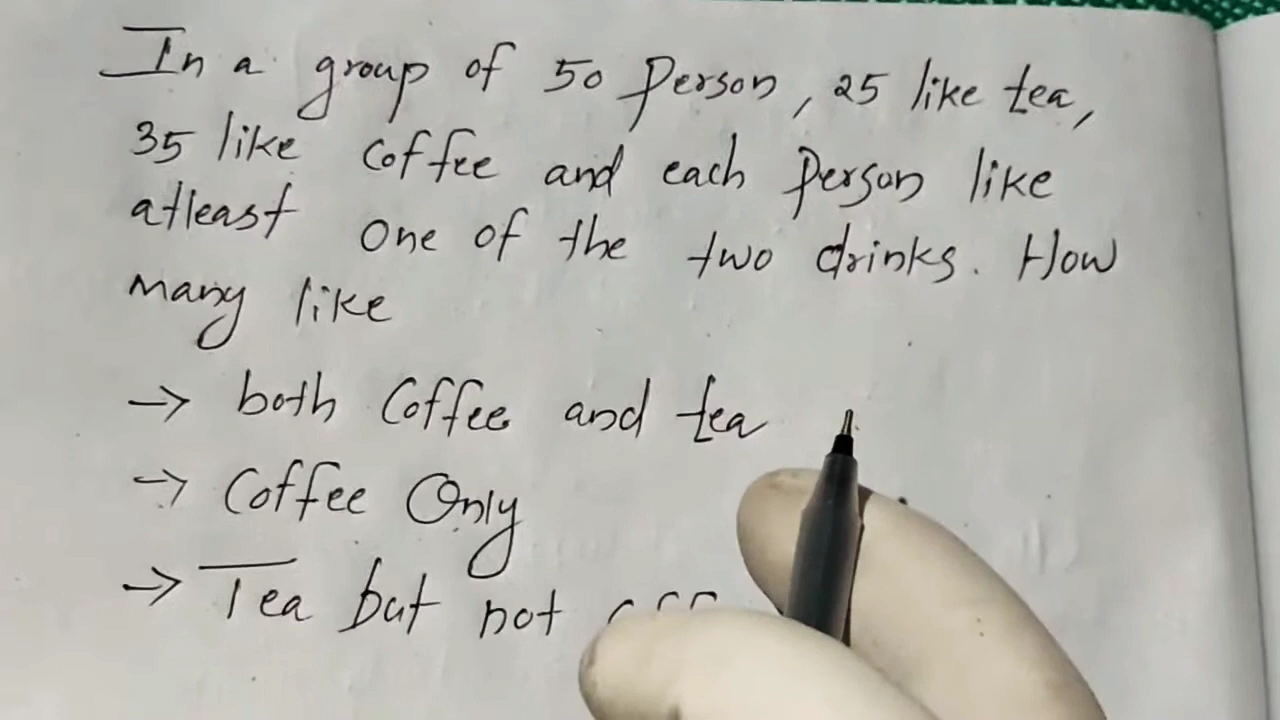 In a group of 50 Person, 25 like tea,
35 like Coffee and each Person like
atleast One of the two drinks. How
many like
→ both Coffee and tea
→ Coffee Only
→ Tea but not